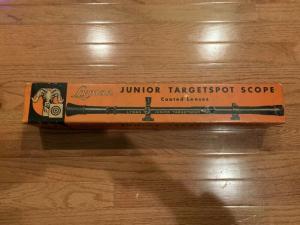 Lyman
JUNIOR TARGETSPOT SCOPE
Coated Lenses